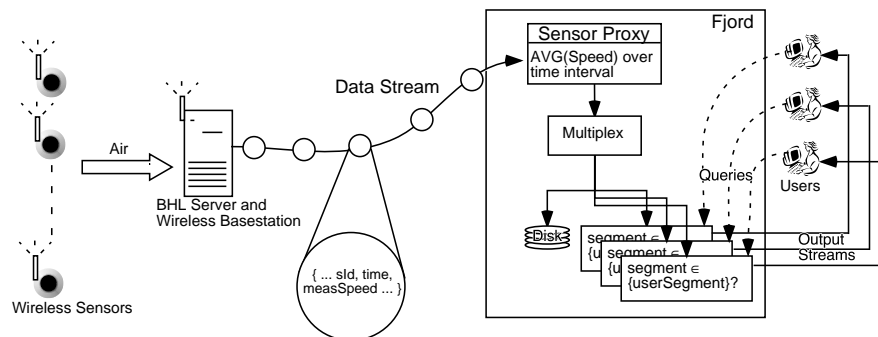 Fjord
Sensor Proxy
AVG(Speed) over
time interval
Data Stream
Multiplex
Air
Queries
Users
BHL Server and
Wireless Basestation
Disk
segment ∈
{u
segment ∈
{u
segment ∈
{userSegment}?
Output
Streams
{ ... sId, time,
measSpeed ... }
Wireless Sensors